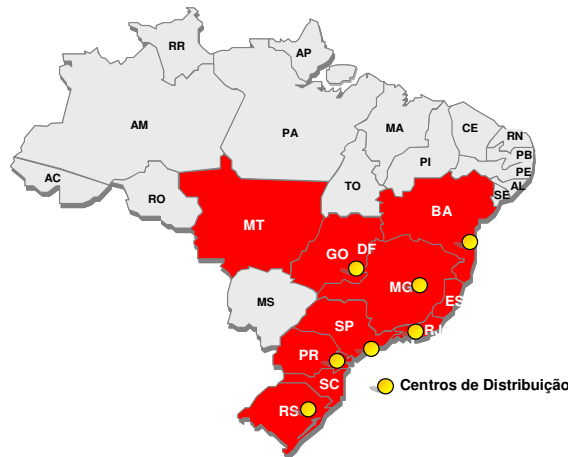 RR
AP
AM
PA
MA
CE
RN
PB
PE
AL
SE
PI
AC
RO
TO
BA
MT
GO
DF
MG
ES
MS
SP
RJ
PR
SC
RS
Centros de Distribuição